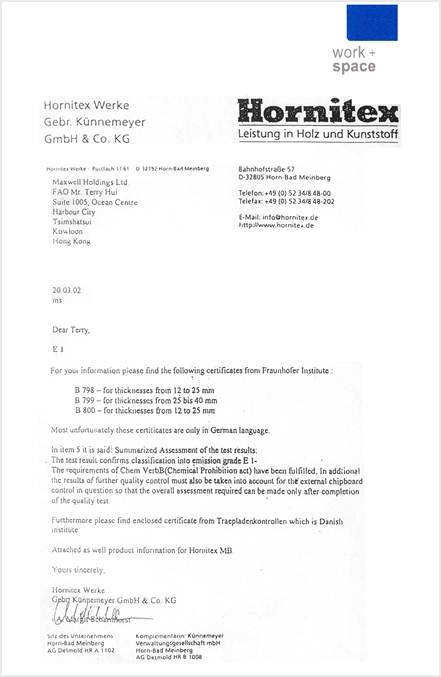 work +
space
Hornitex Werke
Gebr. Künnemeyer
GmbH & Co. KG
Hornitex
Leistung in Holz und Kunststoff
Hornitex Werke · Postfach 1161 · D 32792 Horn-Bad Meinberg
Bahnhofstraße 57
D-32805 Horn-Bad Meinberg
Telefon: +49 (0) 52 34/8 48-00
Telefax: +49 (0) 52 34/8 48-202
E-Mail: info@hornitex.de
http://www.hornitex.de
Maxwell Holdings Ltd
FAO Mr. Terry Hui
Suite 1005, Ocean Centre
Harbour City
Tsimshatsui
Kowloon
Hong Kong
20.03.02
ms
Dear Terry,
E 1
For your information please find the following certificates from Fraunhofer Institute :
B 798 – for thicknesses from 12 to 25 mm
B 799 – for thicknesses from 25 bis 40 mm
B 800 – for thicknesses from 12 to 25 mm
Most unfortunately these certificates are only in German language.
In item 5 it is said: Summarized Assessment of the test results:
The test result confirms classification into emission grade E 1-
The requirements of Chem VerbB(Chemical Prohibition act) have been fulfilled. In addtional
the results of further quality control must also be taken into account for the external chipboard
control in question so that the overall assessment required can be made only after completion
of the quality test.
Furthermore please find enclosed certificate from Traepladenkontrollen which is Danish
institute.
Attached as well product information for Hornitex MB.
Yours sincerely,
Hornitex Werke
Gebr Künnemeyer GmbH & Co. KG
Sitz des Unternehmens
Horn-Bad Meinberg
AG Detmold HR A 1102
Komplementärin: Künnemeyer
Verwaltungsgesellschaft mbH
Horn-Bad Meinberg
AG Detmold HR B 1008